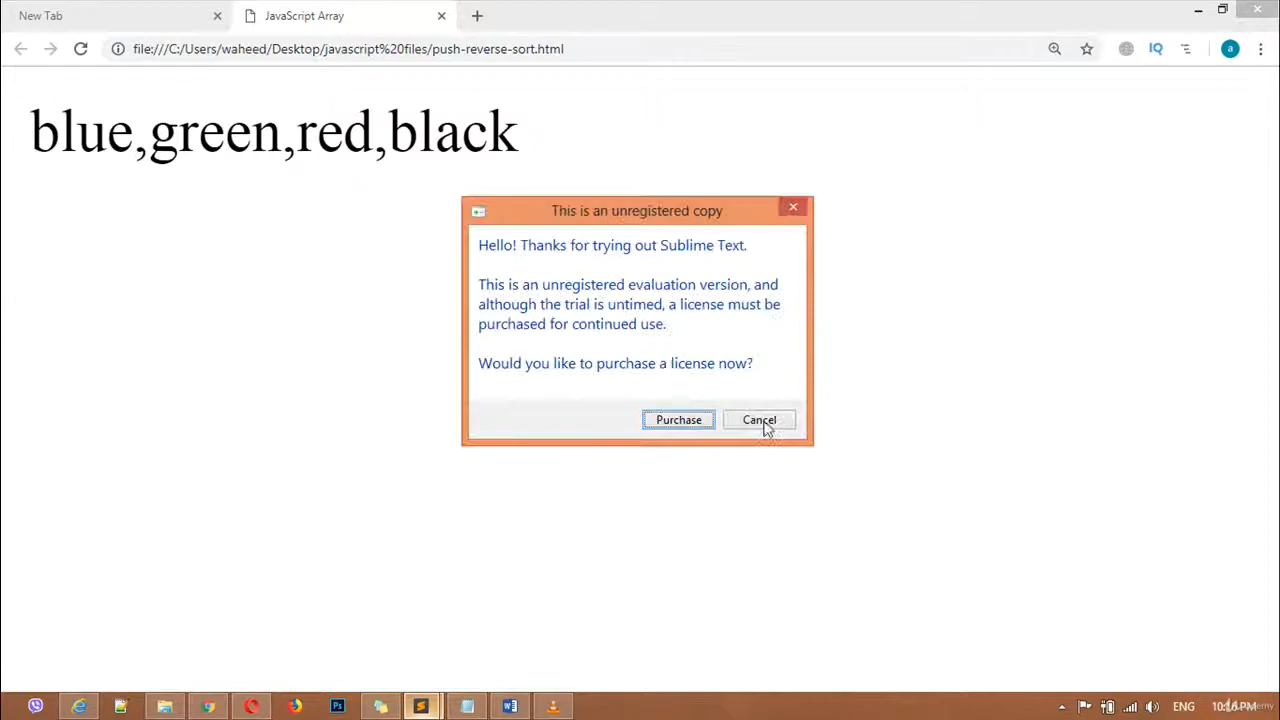 New Tab
JavaScript Array
file:///C:/Users/waheed/Desktop/javascript%20files/push-reverse-sort.html
IQ
a
blue,green,red,black
This is an unregistered copy
Hello! Thanks for trying out Sublime Text.
This is an unregistered evaluation version, and
although the trial is untimed, a license must be
purchased for continued use.
Would you like to purchase a license now?
Purchase
Cancel
ENG